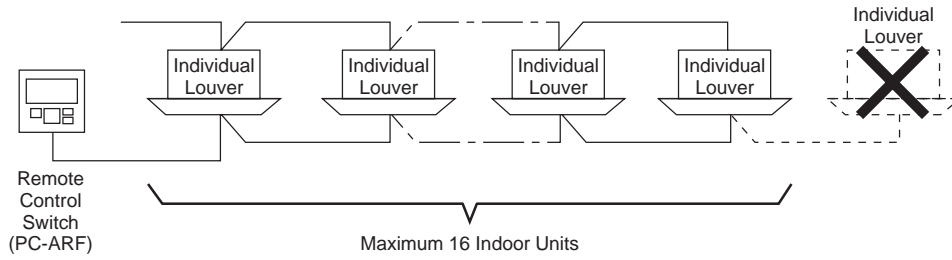 Individual
Louver
Individual
Louver
Individual
Louver
Individual
Louver
Individual
Louver
Remote
Control
Switch
(PC-ARF)
Maximum 16 Indoor Units